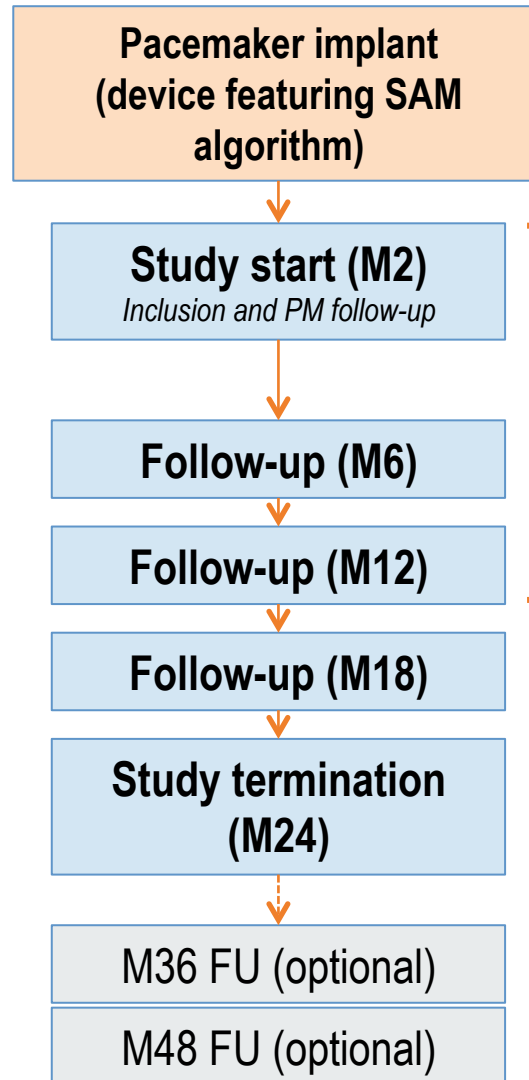 Pacemaker implant
(device featuring SAM
algorithm)
Study start (M2)
Inclusion and PM follow-up
Follow-up (M6)
Follow-up (M12)
Follow-up (M18)
Study termination
(M24)
M36 FU (optional)
M48 FU (optional)